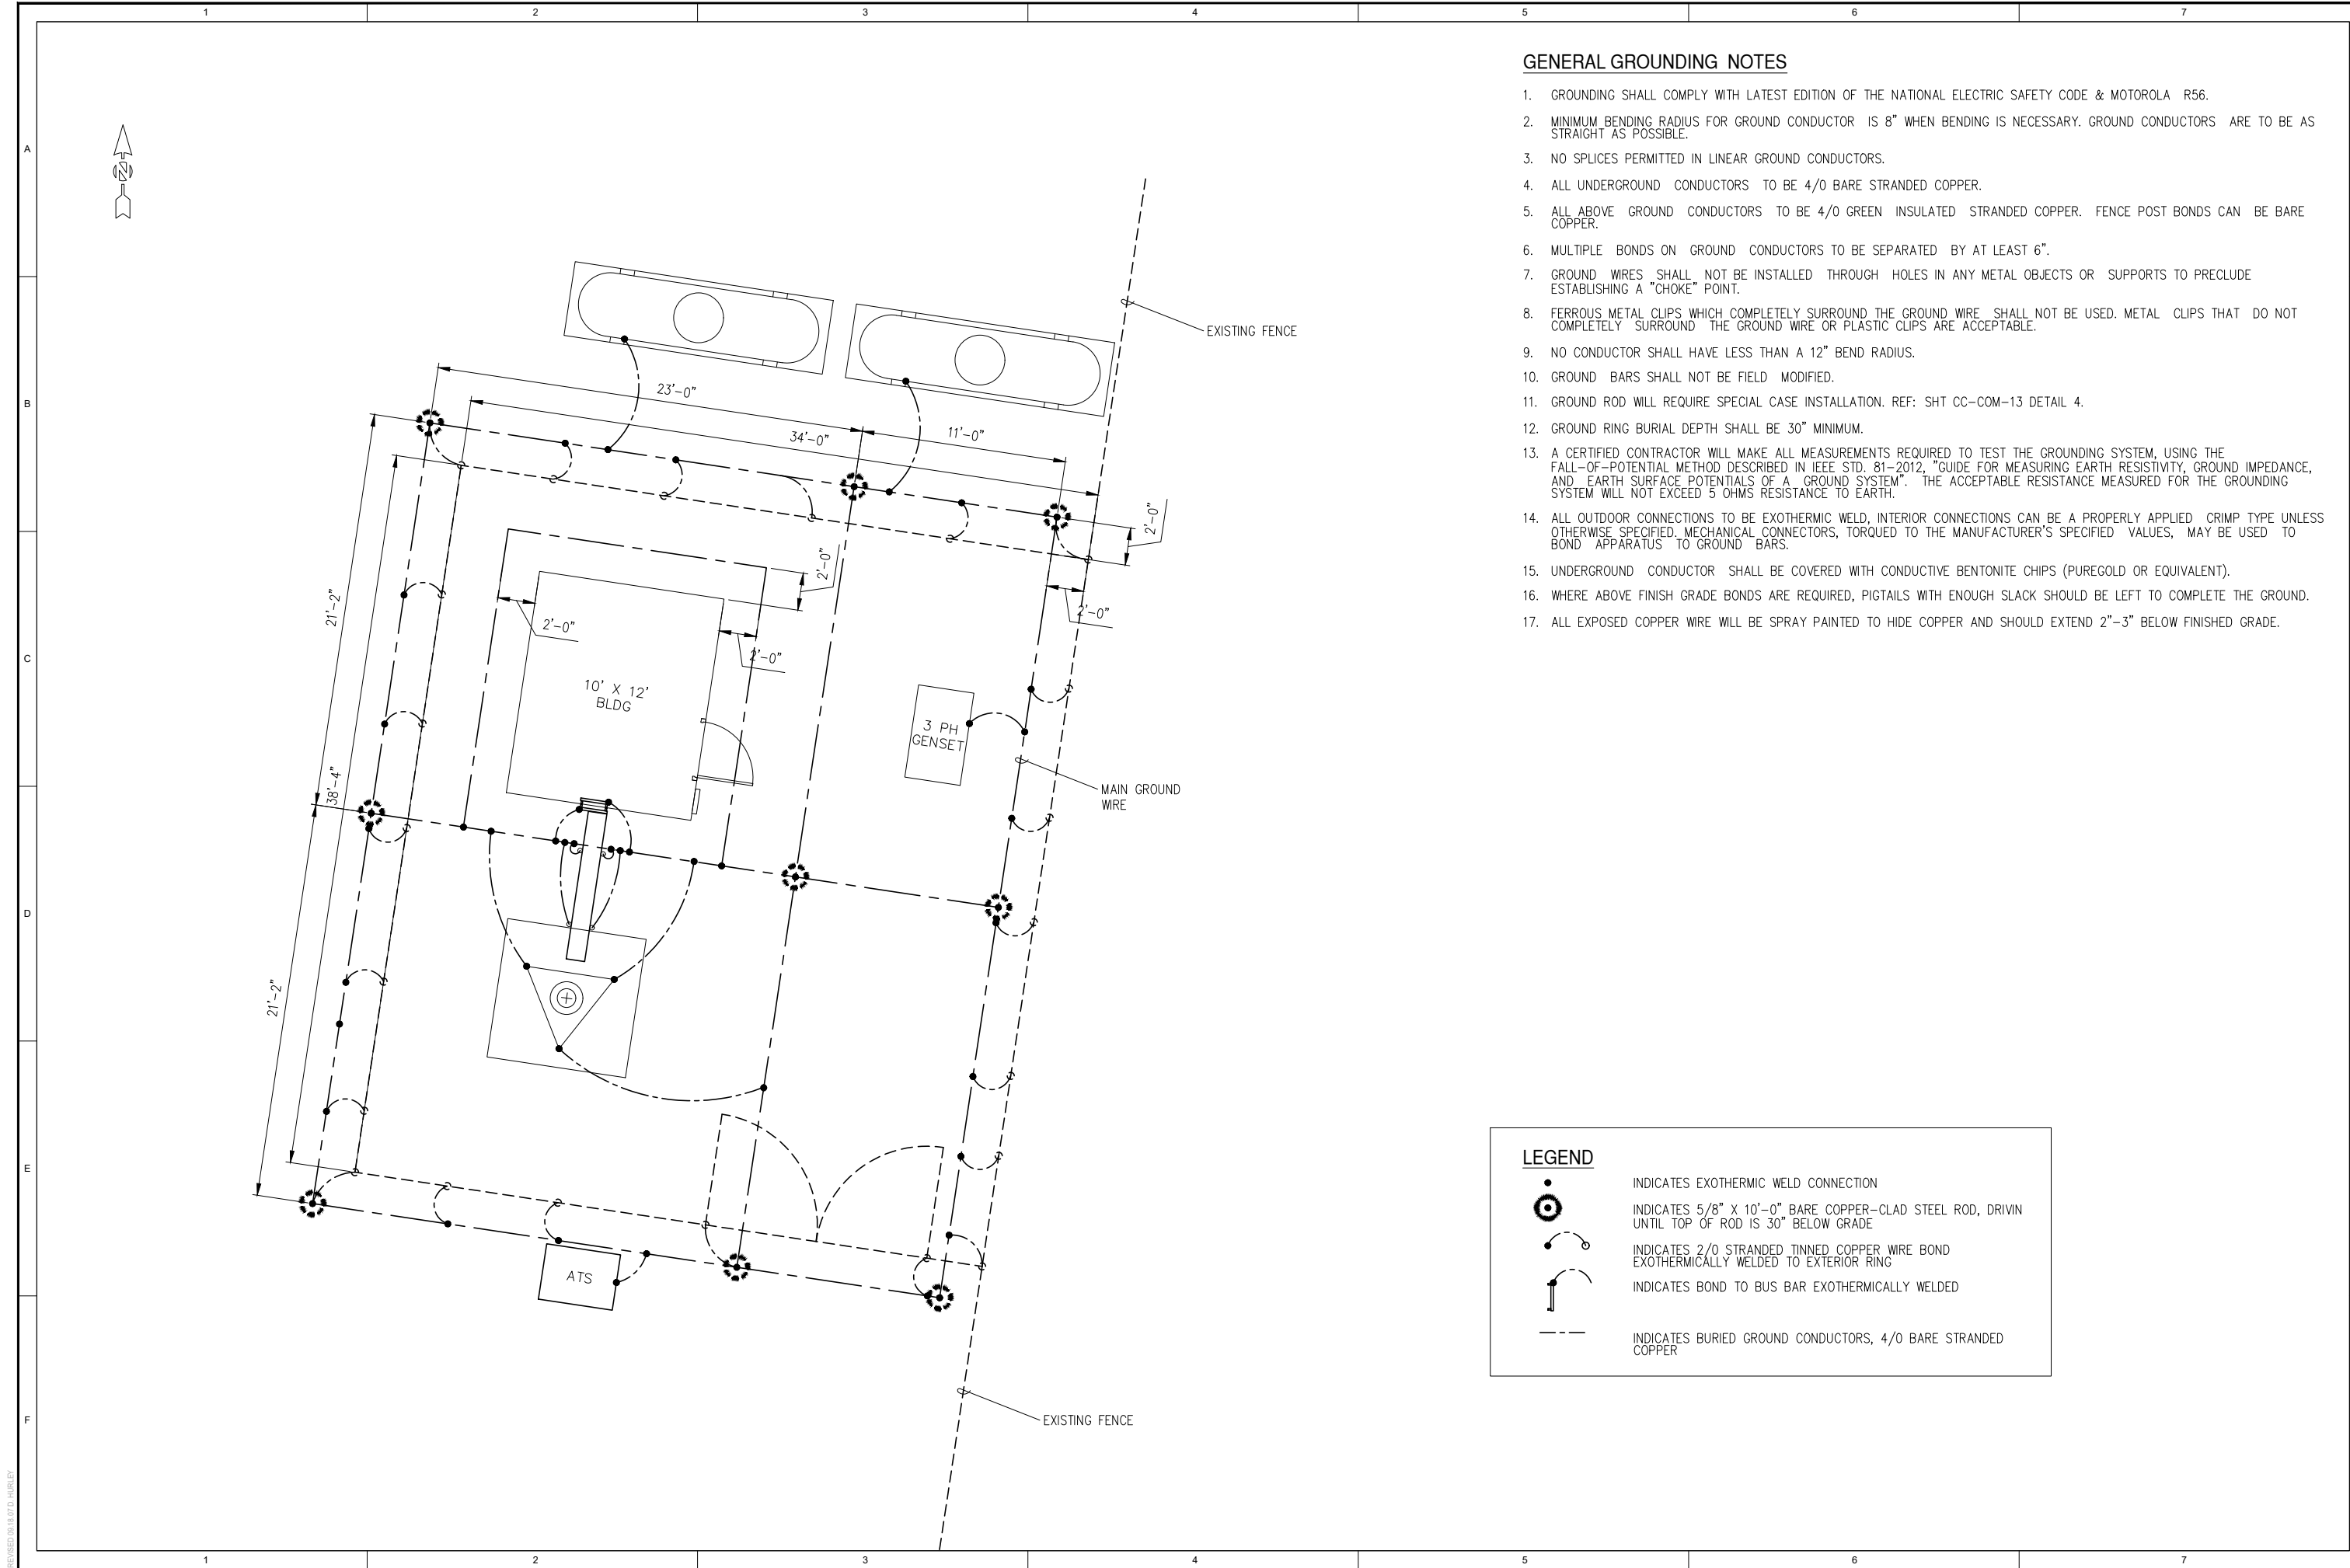 1 2 3 4 5 6 7
A
B
C
D
E
F
N
GENERAL GROUNDING NOTES
1. GROUNDING SHALL COMPLY WITH LATEST EDITION OF THE NATIONAL ELECTRIC SAFETY CODE & MOTOROLA R56.
2. MINIMUM BENDING RADIUS FOR GROUND CONDUCTOR IS 8" WHEN BENDING IS NECESSARY. GROUND CONDUCTORS ARE TO BE AS
STRAIGHT AS POSSIBLE.
3. NO SPLICES PERMITTED IN LINEAR GROUND CONDUCTORS.
4. ALL UNDERGROUND CONDUCTORS TO BE 4/0 BARE STRANDED COPPER.
5. ALL ABOVE GROUND CONDUCTORS TO BE 4/0 GREEN INSULATED STRANDED COPPER. FENCE POST BONDS CAN BE BARE
COPPER.
6. MULTIPLE BONDS ON GROUND CONDUCTORS TO BE SEPARATED BY AT LEAST 6".
7. GROUND WIRES SHALL NOT BE INSTALLED THROUGH HOLES IN ANY METAL OBJECTS OR SUPPORTS TO PRECLUDE
ESTABLISHING A "CHOKE" POINT.
8. FERROUS METAL CLIPS WHICH COMPLETELY SURROUND THE GROUND WIRE SHALL NOT BE USED. METAL CLIPS THAT DO NOT
COMPLETELY SURROUND THE GROUND WIRE OR PLASTIC CLIPS ARE ACCEPTABLE.
9. NO CONDUCTOR SHALL HAVE LESS THAN A 12" BEND RADIUS.
10. GROUND BARS SHALL NOT BE FIELD MODIFIED.
11. GROUND ROD WILL REQUIRE SPECIAL CASE INSTALLATION. REF: SHT CC-COM-13 DETAIL 4.
12. GROUND RING BURIAL DEPTH SHALL BE 30" MINIMUM.
13. A CERTIFIED CONTRACTOR WILL MAKE ALL MEASUREMENTS REQUIRED TO TEST THE GROUNDING SYSTEM, USING THE
FALL-OF-POTENTIAL METHOD DESCRIBED IN IEEE STD. 81-2012, "GUIDE FOR MEASURING EARTH RESISTIVITY, GROUND IMPEDANCE,
AND EARTH SURFACE POTENTIALS OF A GROUND SYSTEM". THE ACCEPTABLE RESISTANCE MEASURED FOR THE GROUNDING
SYSTEM WILL NOT EXCEED 5 OHMS RESISTANCE TO EARTH.
14. ALL OUTDOOR CONNECTIONS TO BE EXOTHERMIC WELD, INTERIOR CONNECTIONS CAN BE A PROPERLY APPLIED CRIMP TYPE UNLESS
OTHERWISE SPECIFIED. MECHANICAL CONNECTORS, TORQUED TO THE MANUFACTURER'S SPECIFIED VALUES, MAY BE USED TO
BOND APPARATUS TO GROUND BARS.
15. UNDERGROUND CONDUCTOR SHALL BE COVERED WITH CONDUCTIVE BENTONITE CHIPS (PUREGOLD OR EQUIVALENT).
16. WHERE ABOVE FINISH GRADE BONDS ARE REQUIRED, PIGTAILS WITH ENOUGH SLACK SHOULD BE LEFT TO COMPLETE THE GROUND.
17. ALL EXPOSED COPPER WIRE WILL BE SPRAY PAINTED TO HIDE COPPER AND SHOULD EXTEND 2"-3" BELOW FINISHED GRADE.
EXISTING FENCE
23'-0"
34'-0"
11'-0"
2'-0"
2'-0"
2'-0"
2'-0"
2'-0"
21'-2"
38'-4"
21'-2"
10' X 12'
BLDG
3 PH
GENSET
MAIN GROUND
WIRE
ATS
EXISTING FENCE
LEGEND
INDICATES EXOTHERMIC WELD CONNECTION
INDICATES 5/8" X 10'-0" BARE COPPER-CLAD STEEL ROD, DRIVIN
UNTIL TOP OF ROD IS 30" BELOW GRADE
INDICATES 2/0 STRANDED TINNED COPPER WIRE BOND
EXOTHERMICALLY WELDED TO EXTERIOR RING
INDICATES BOND TO BUS BAR EXOTHERMICALLY WELDED
INDICATES BURIED GROUND CONDUCTORS, 4/0 BARE STRANDED
COPPER
REVISED 09.18.07 D. HURLEY
1 2 3 4 5 6 7